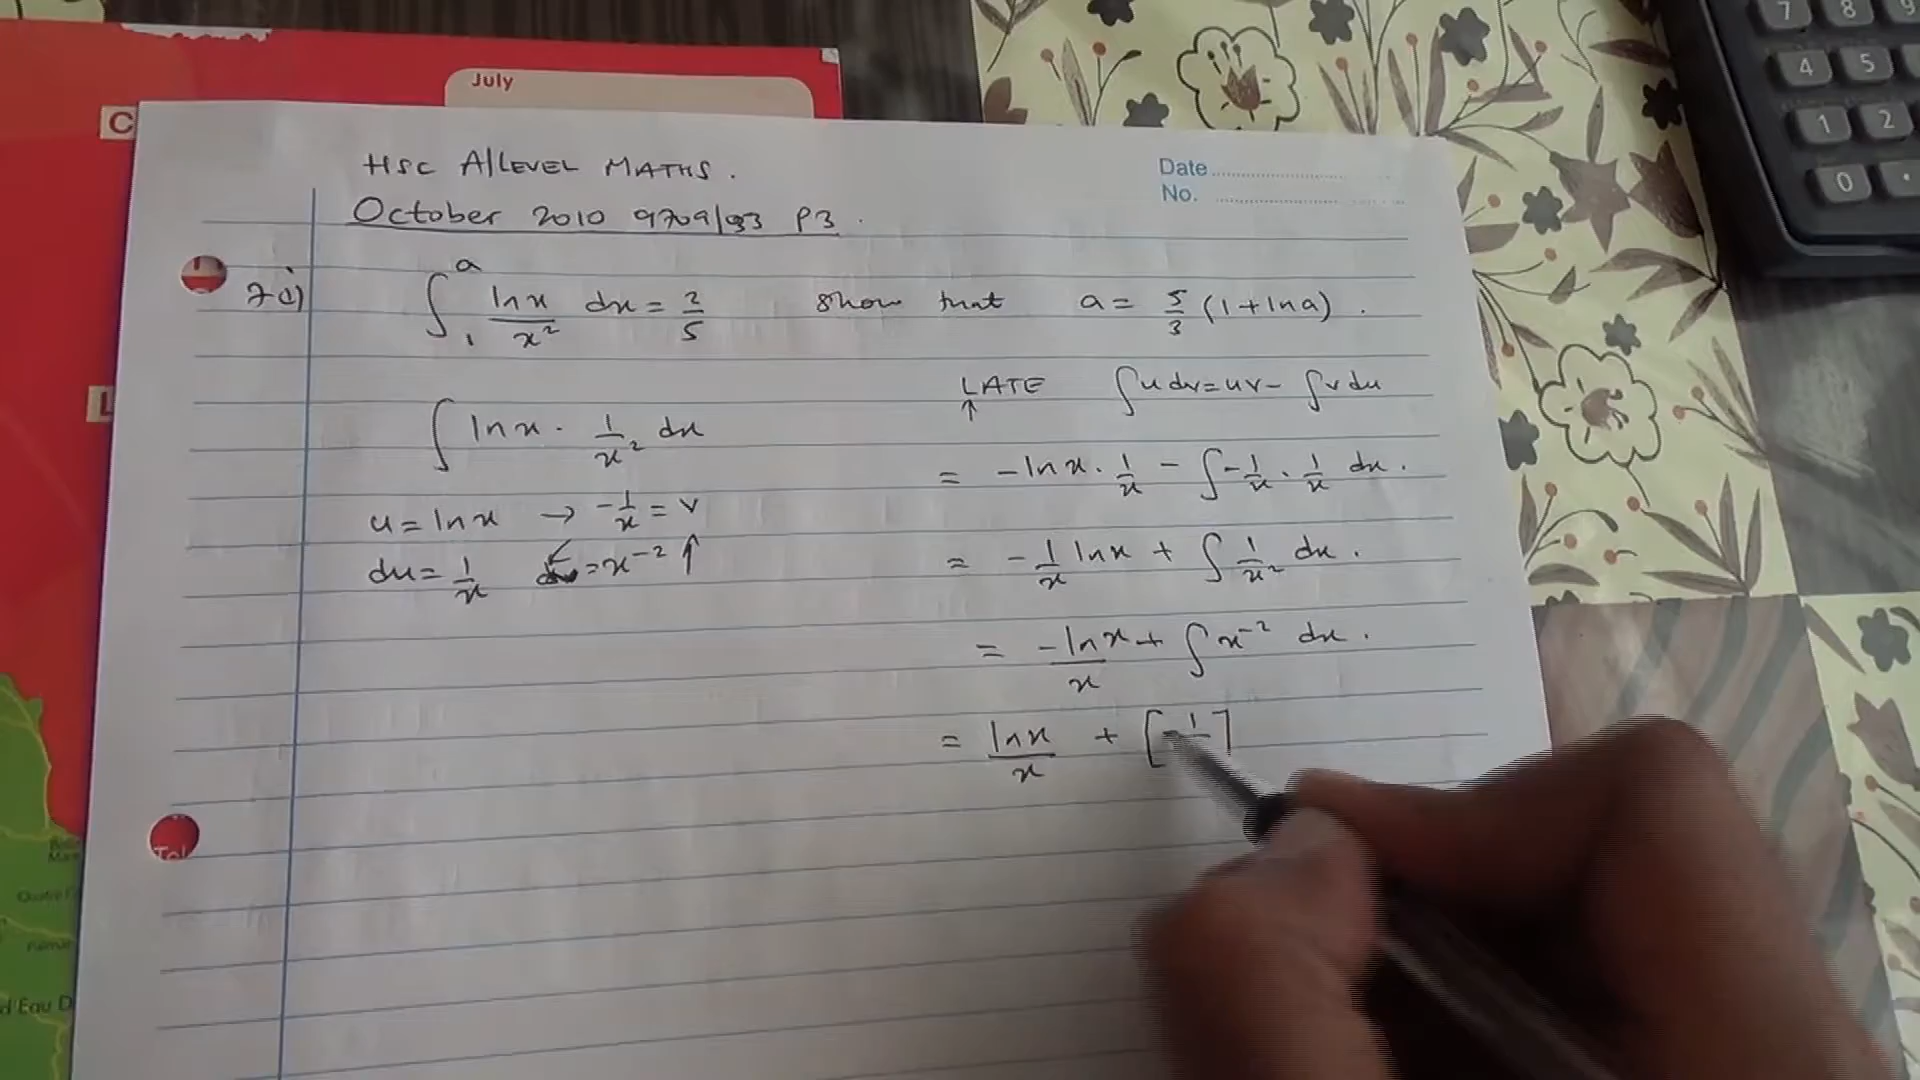 July
C
HSC A/LEVEL MATHS.
Date
No.
October 2010 9709/33 P3.
7 i) ∫₁ᵃ ln x / x² dx = 2/5 show that a = 5/3 (1 + ln a).
∫ ln x · 1/x² dx
u = ln x → -1/x = v
du = 1/x = x⁻² ↑
LATE ∫u dv = uv - ∫v du
↑
= -ln x · 1/x - ∫ -1/x · 1/x dx.
= -1/x ln x + ∫ 1/x² dx.
= -ln x / x + ∫ x⁻² dx.
= ln x / x + [-1/ ]
7 8 9
4 5
1 2
0 .